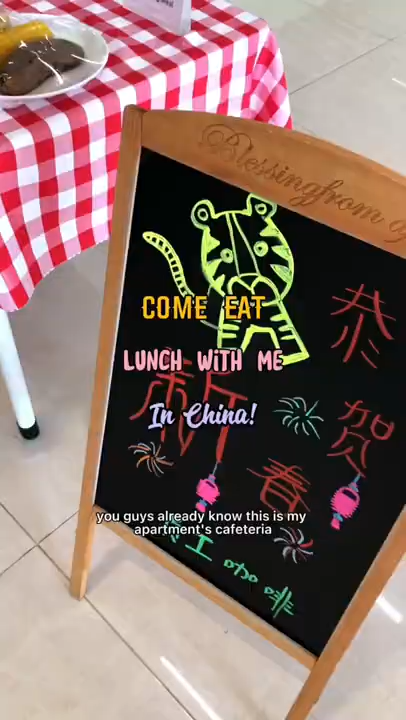 Blessingfrom
COME EAT
LUNCH WITH ME
In China!
恭
贺
新
春
you guys already know this is my
apartment's cafeteria
工咖啡